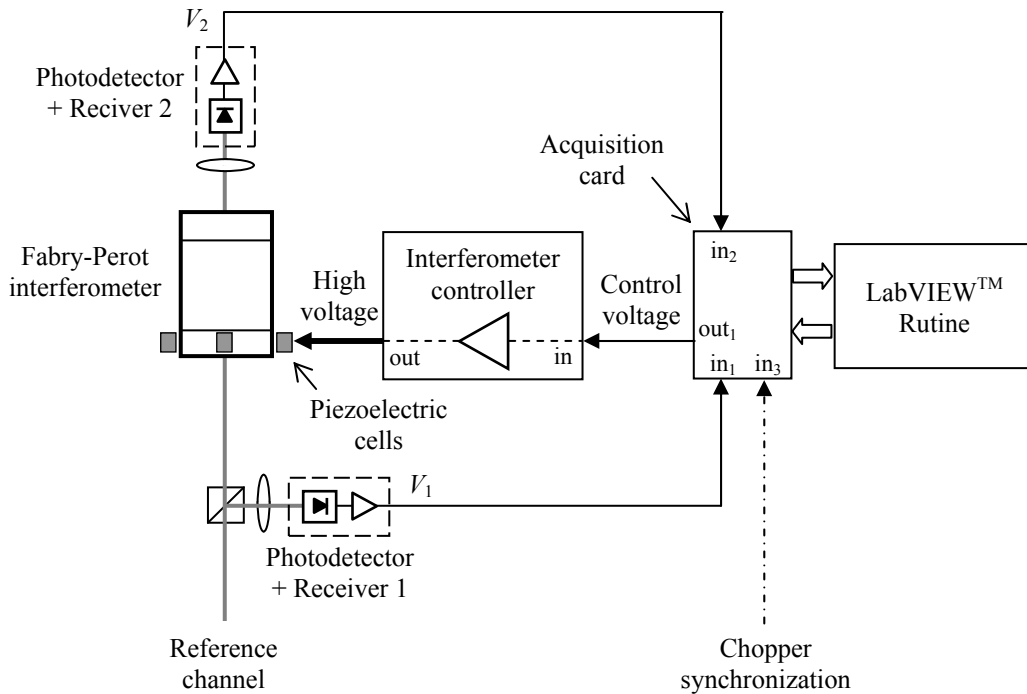 V2
Photodetector
+ Reciver 2
Acquisition
card
Fabry-Perot
interferometer
High
voltage
Interferometer
controller
out
in
Control
voltage
in2
out1
in1
in3
LabVIEW™
Rutine
Piezoelectric
cells
V1
Photodetector
+ Receiver 1
Reference
channel
Chopper
synchronization